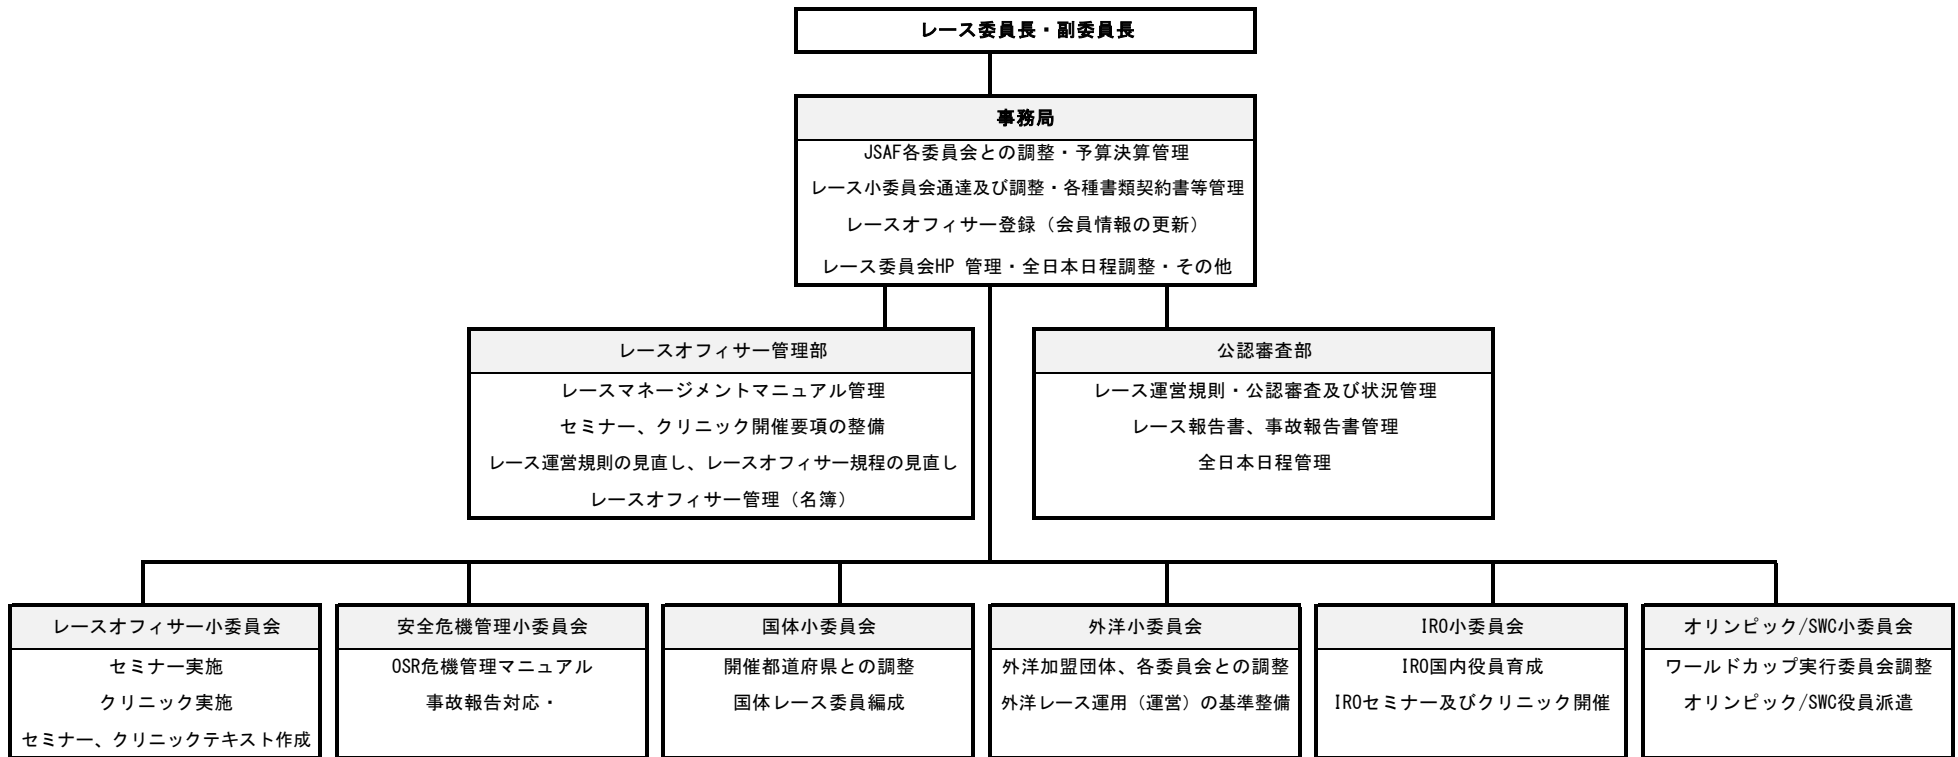 レース委員長・副委員長
事務局
JSAF各委員会との調整・予算決算管理
レース小委員会通達及び調整・各種書類契約書等管理
レースオフィサー登録（会員情報の更新）
レース委員会HP 管理・全日本日程調整・その他
レースオフィサー管理部
レースマネージメントマニュアル管理
セミナー、クリニック開催要項の整備
レース運営規則の見直し、レースオフィサー規程の見直し
レースオフィサー管理（名簿）
公認審査部
レース運営規則・公認審査及び状況管理
レース報告書、事故報告書管理
全日本日程管理
レースオフィサー小委員会
セミナー実施
クリニック実施
セミナー、クリニックテキスト作成
安全危機管理小委員会
OSR危機管理マニュアル
事故報告対応・
国体小委員会
開催都道府県との調整
国体レース委員編成
外洋小委員会
外洋加盟団体、各委員会との調整
外洋レース運用（運営）の基準整備
IRO小委員会
IRO国内役員育成
IROセミナー及びクリニック開催
オリンピック/SWC小委員会
ワールドカップ実行委員会調整
オリンピック/SWC役員派遣